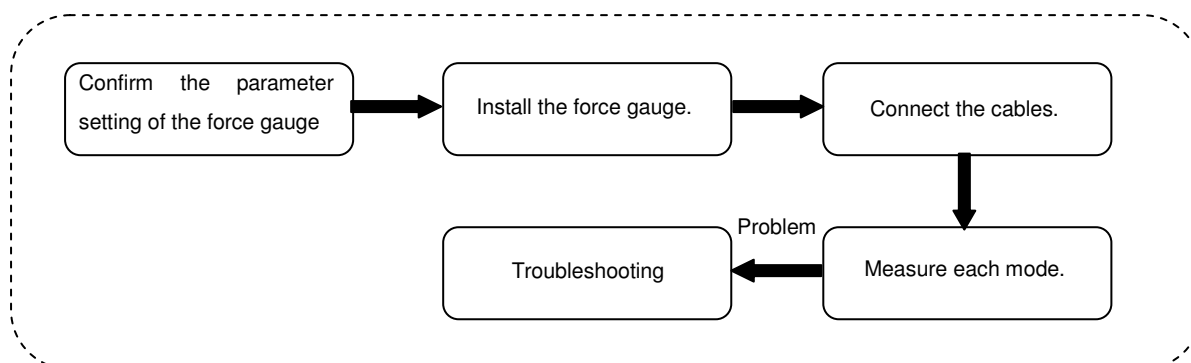 Confirm the parameter
setting of the force gauge
Install the force gauge.
Connect the cables.
Problem
Troubleshooting
Measure each mode.